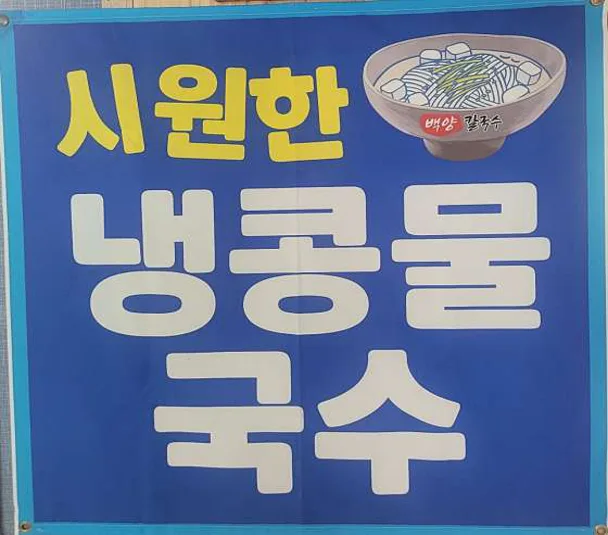 시원한
백양 칼국수
냉콩물
국수